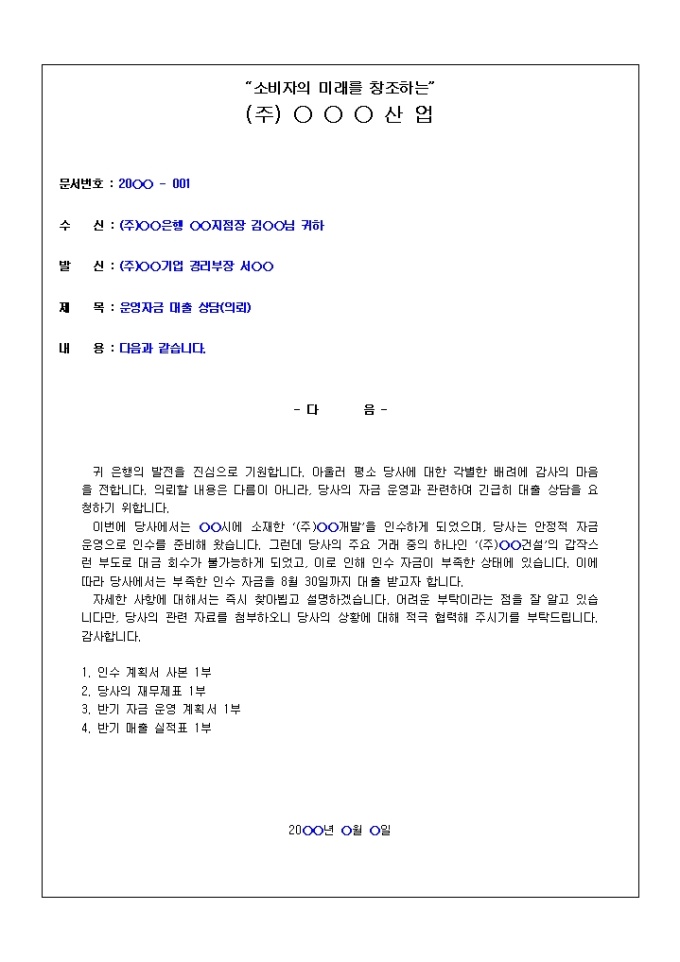 “소비자의 미래를 창조하는”
(주) ○ ○ ○ 산 업
문서번호 : 20○○ - 001
수 신 : (주)○○은행 ○○지점장 김○○님 귀하
발 신 : (주)○○기업 경리부장 서○○
제 목 : 운영자금 대출 상담(의뢰)
내 용 : 다음과 같습니다.
- 다 음 -
귀 은행의 발전을 진심으로 기원합니다. 아울러 평소 당사에 대한 각별한 배려에 감사의 마음
을 전합니다. 의뢰할 내용은 다름이 아니라, 당사의 자금 운영과 관련하여 긴급히 대출 상담을 요
청하기 위합니다.
이번에 당사에서는 ○○시에 소재한 ‘(주)○○개발’을 인수하게 되었으며, 당사는 안정적 자금
운영으로 인수를 준비해 왔습니다. 그런데 당사의 주요 거래 중의 하나인 ‘(주)○○건설’의 갑작스
런 부도로 대금 회수가 불가능하게 되었고, 이로 인해 인수 자금이 부족한 상태에 있습니다. 이에
따라 당사에서는 부족한 인수 자금을 8월 30일까지 대출 받고자 합니다.
자세한 사항에 대해서는 즉시 찾아뵙고 설명하겠습니다. 어려운 부탁이라는 점을 잘 알고 있습
니다만, 당사의 관련 자료를 첨부하오니 당사의 상황에 대해 적극 협력해 주시기를 부탁드립니다.
감사합니다.
1. 인수 계획서 사본 1부
2. 당사의 재무제표 1부
3. 반기 자금 운영 계획서 1부
4. 반기 매출 실적표 1부
20○○년 ○월 ○일